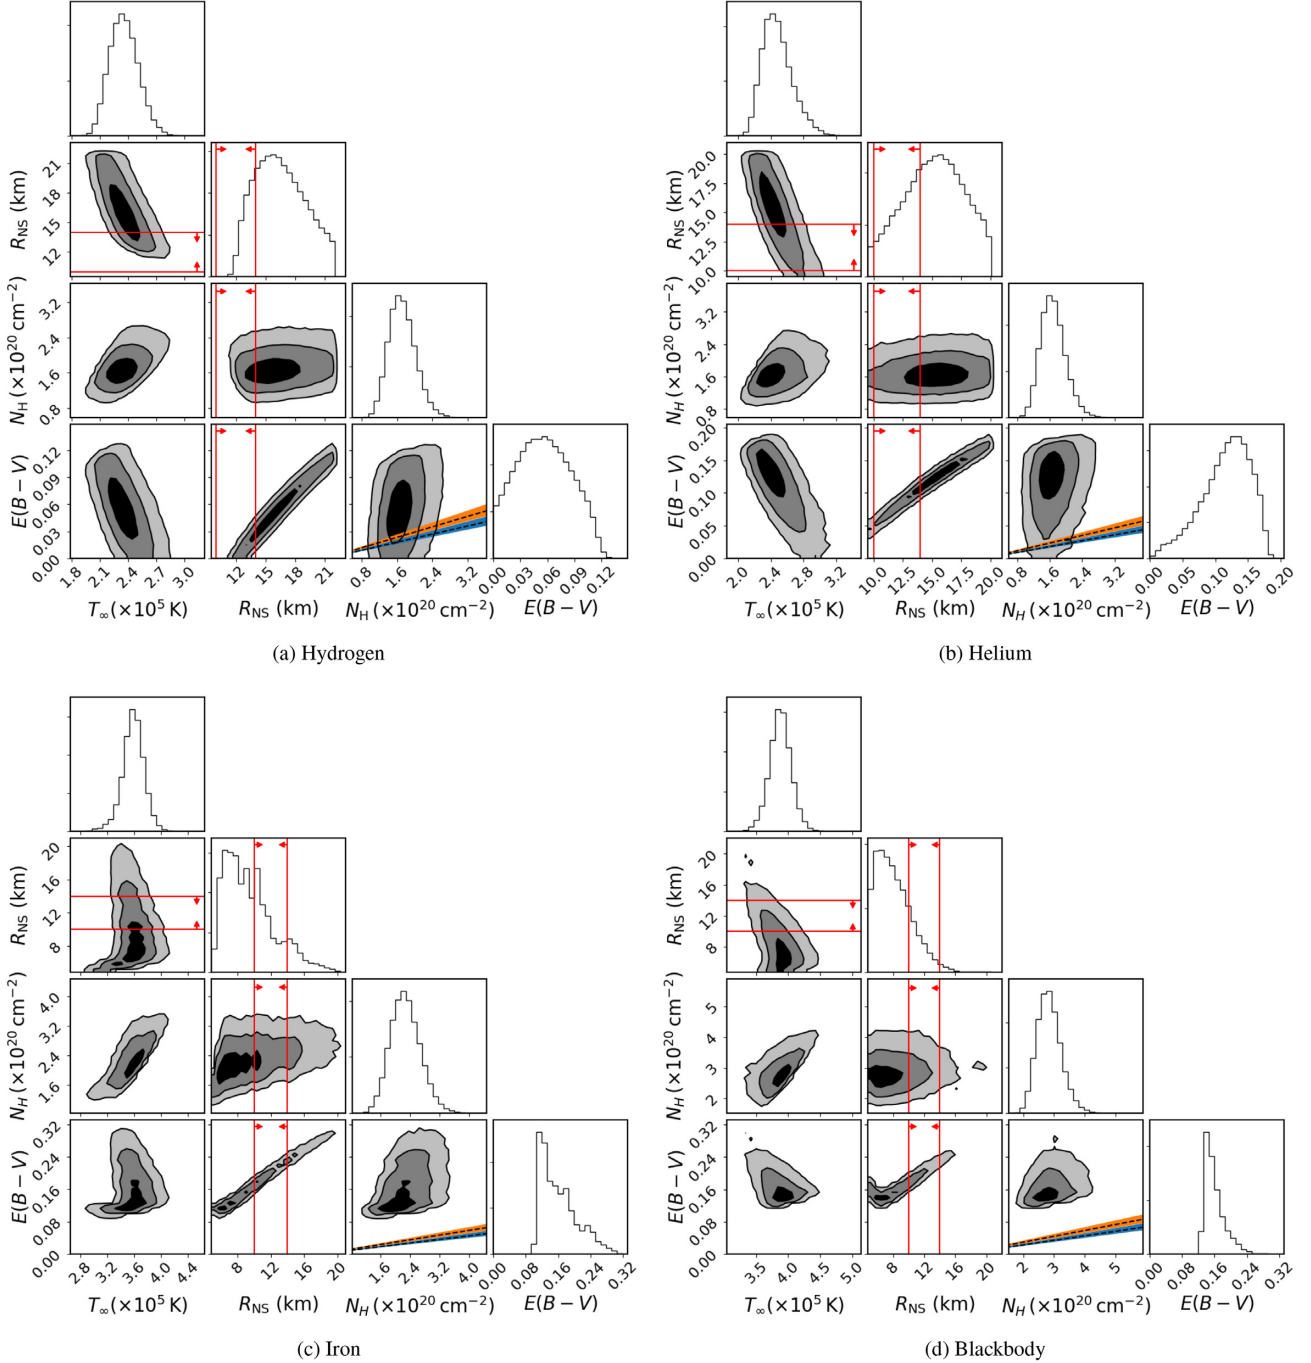 21
18
15
12
R_NS (km)
3.2
2.4
1.6
0.8
N_H (×10^20 cm^−2)
0.12
0.09
0.06
0.03
0.00
E(B − V)
1.8 2.1 2.4 3.0
12 15 18 21
0.8 1.6 2.4 3.2
0.00 0.03 0.06 0.09 0.12
T_∞(×10^5 K) R_NS (km) N_H (×10^20 cm^−2) E(B − V)
(a) Hydrogen
20.0
17.5
15.0
12.5
10.0
R_NS (km)
3.2
2.4
1.6
0.8
N_H (×10^20 cm^−2)
0.20
0.15
0.10
0.05
0.00
E(B − V)
2.0 2.4 2.8 3.2
10.0 12.5 15.0 17.5 20.0
0.8 1.6 2.4 3.2
0.00 0.05 0.10 0.15 0.20
T_∞(×10^5 K) R_NS (km) N_H (×10^20 cm^−2) E(B − V)
(b) Helium
20
16
12
8
R_NS (km)
4.0
3.2
2.4
1.6
N_H (×10^20 cm^−2)
0.32
0.24
0.16
0.08
0.00
E(B − V)
2.8 3.2 3.6 4.0 4.4
8 12 16 20
1.6 2.4 3.2 4.0
0.00 0.08 0.16 0.24 0.32
T_∞(×10^5 K) R_NS (km) N_H (×10^20 cm^−2) E(B − V)
(c) Iron
20
16
12
8
R_NS (km)
5
4
3
2
N_H (×10^20 cm^−2)
0.32
0.24
0.16
0.08
0.00
E(B − V)
3.5 4.0 4.5 5.0
8 12 16 20
2 3 4 5
0.00 0.08 0.16 0.24 0.32
T_∞(×10^5 K) R_NS (km) N_H (×10^20 cm^−2) E(B − V)
(d) Blackbody